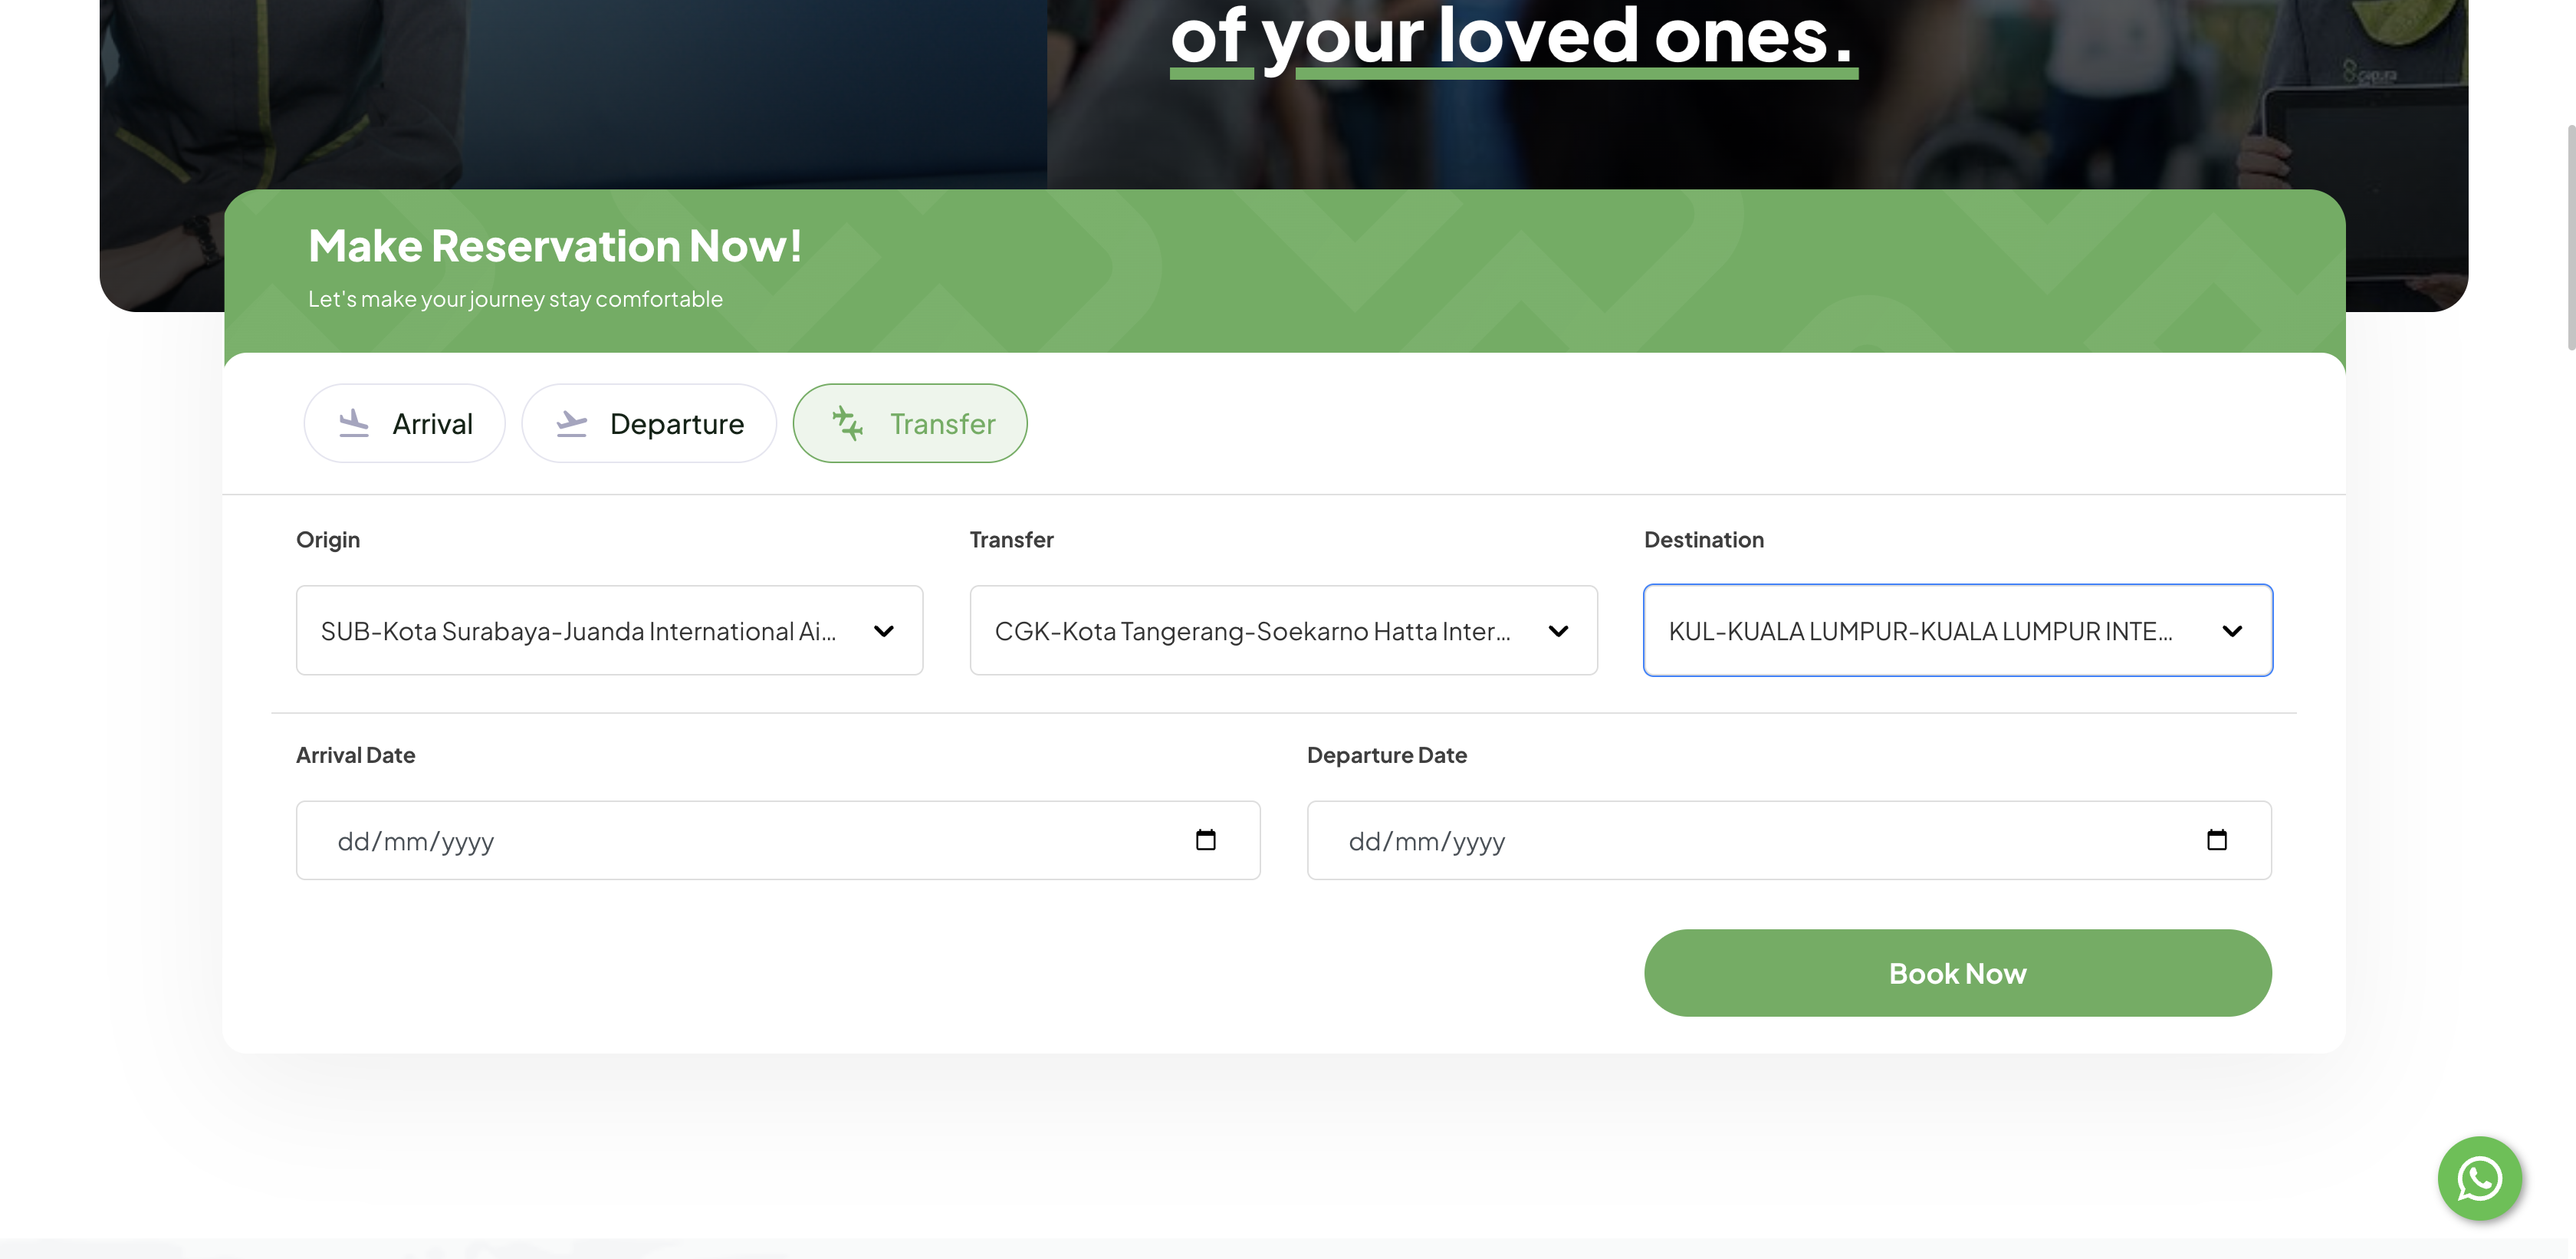 of your loved ones.
gapura
Make Reservation Now!
Let's make your journey stay comfortable
Arrival
Departure
Transfer
Origin
Transfer
Destination
SUB-Kota Surabaya-Juanda International Ai...
CGK-Kota Tangerang-Soekarno Hatta Inter...
KUL-KUALA LUMPUR-KUALA LUMPUR INTE...
Arrival Date
Departure Date
dd/mm/yyyy
dd/mm/yyyy
Book Now